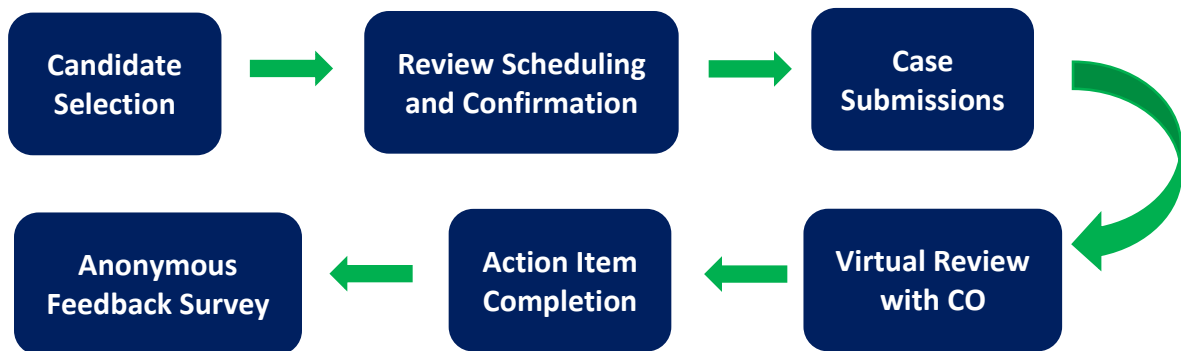 Candidate
Selection
Review Scheduling
and Confirmation
Case
Submissions
Virtual Review
with CO
Action Item
Completion
Anonymous
Feedback Survey